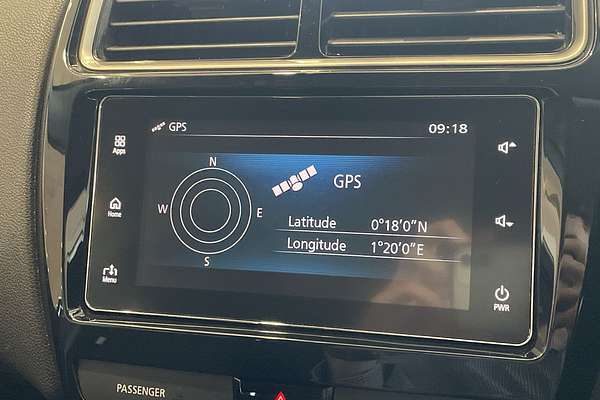 GPS 09:18
Apps
Home
Menu
N
W E
S
GPS
Latitude 0°18′0″N
Longitude 1°20′0″E
PWR
PASSENGER